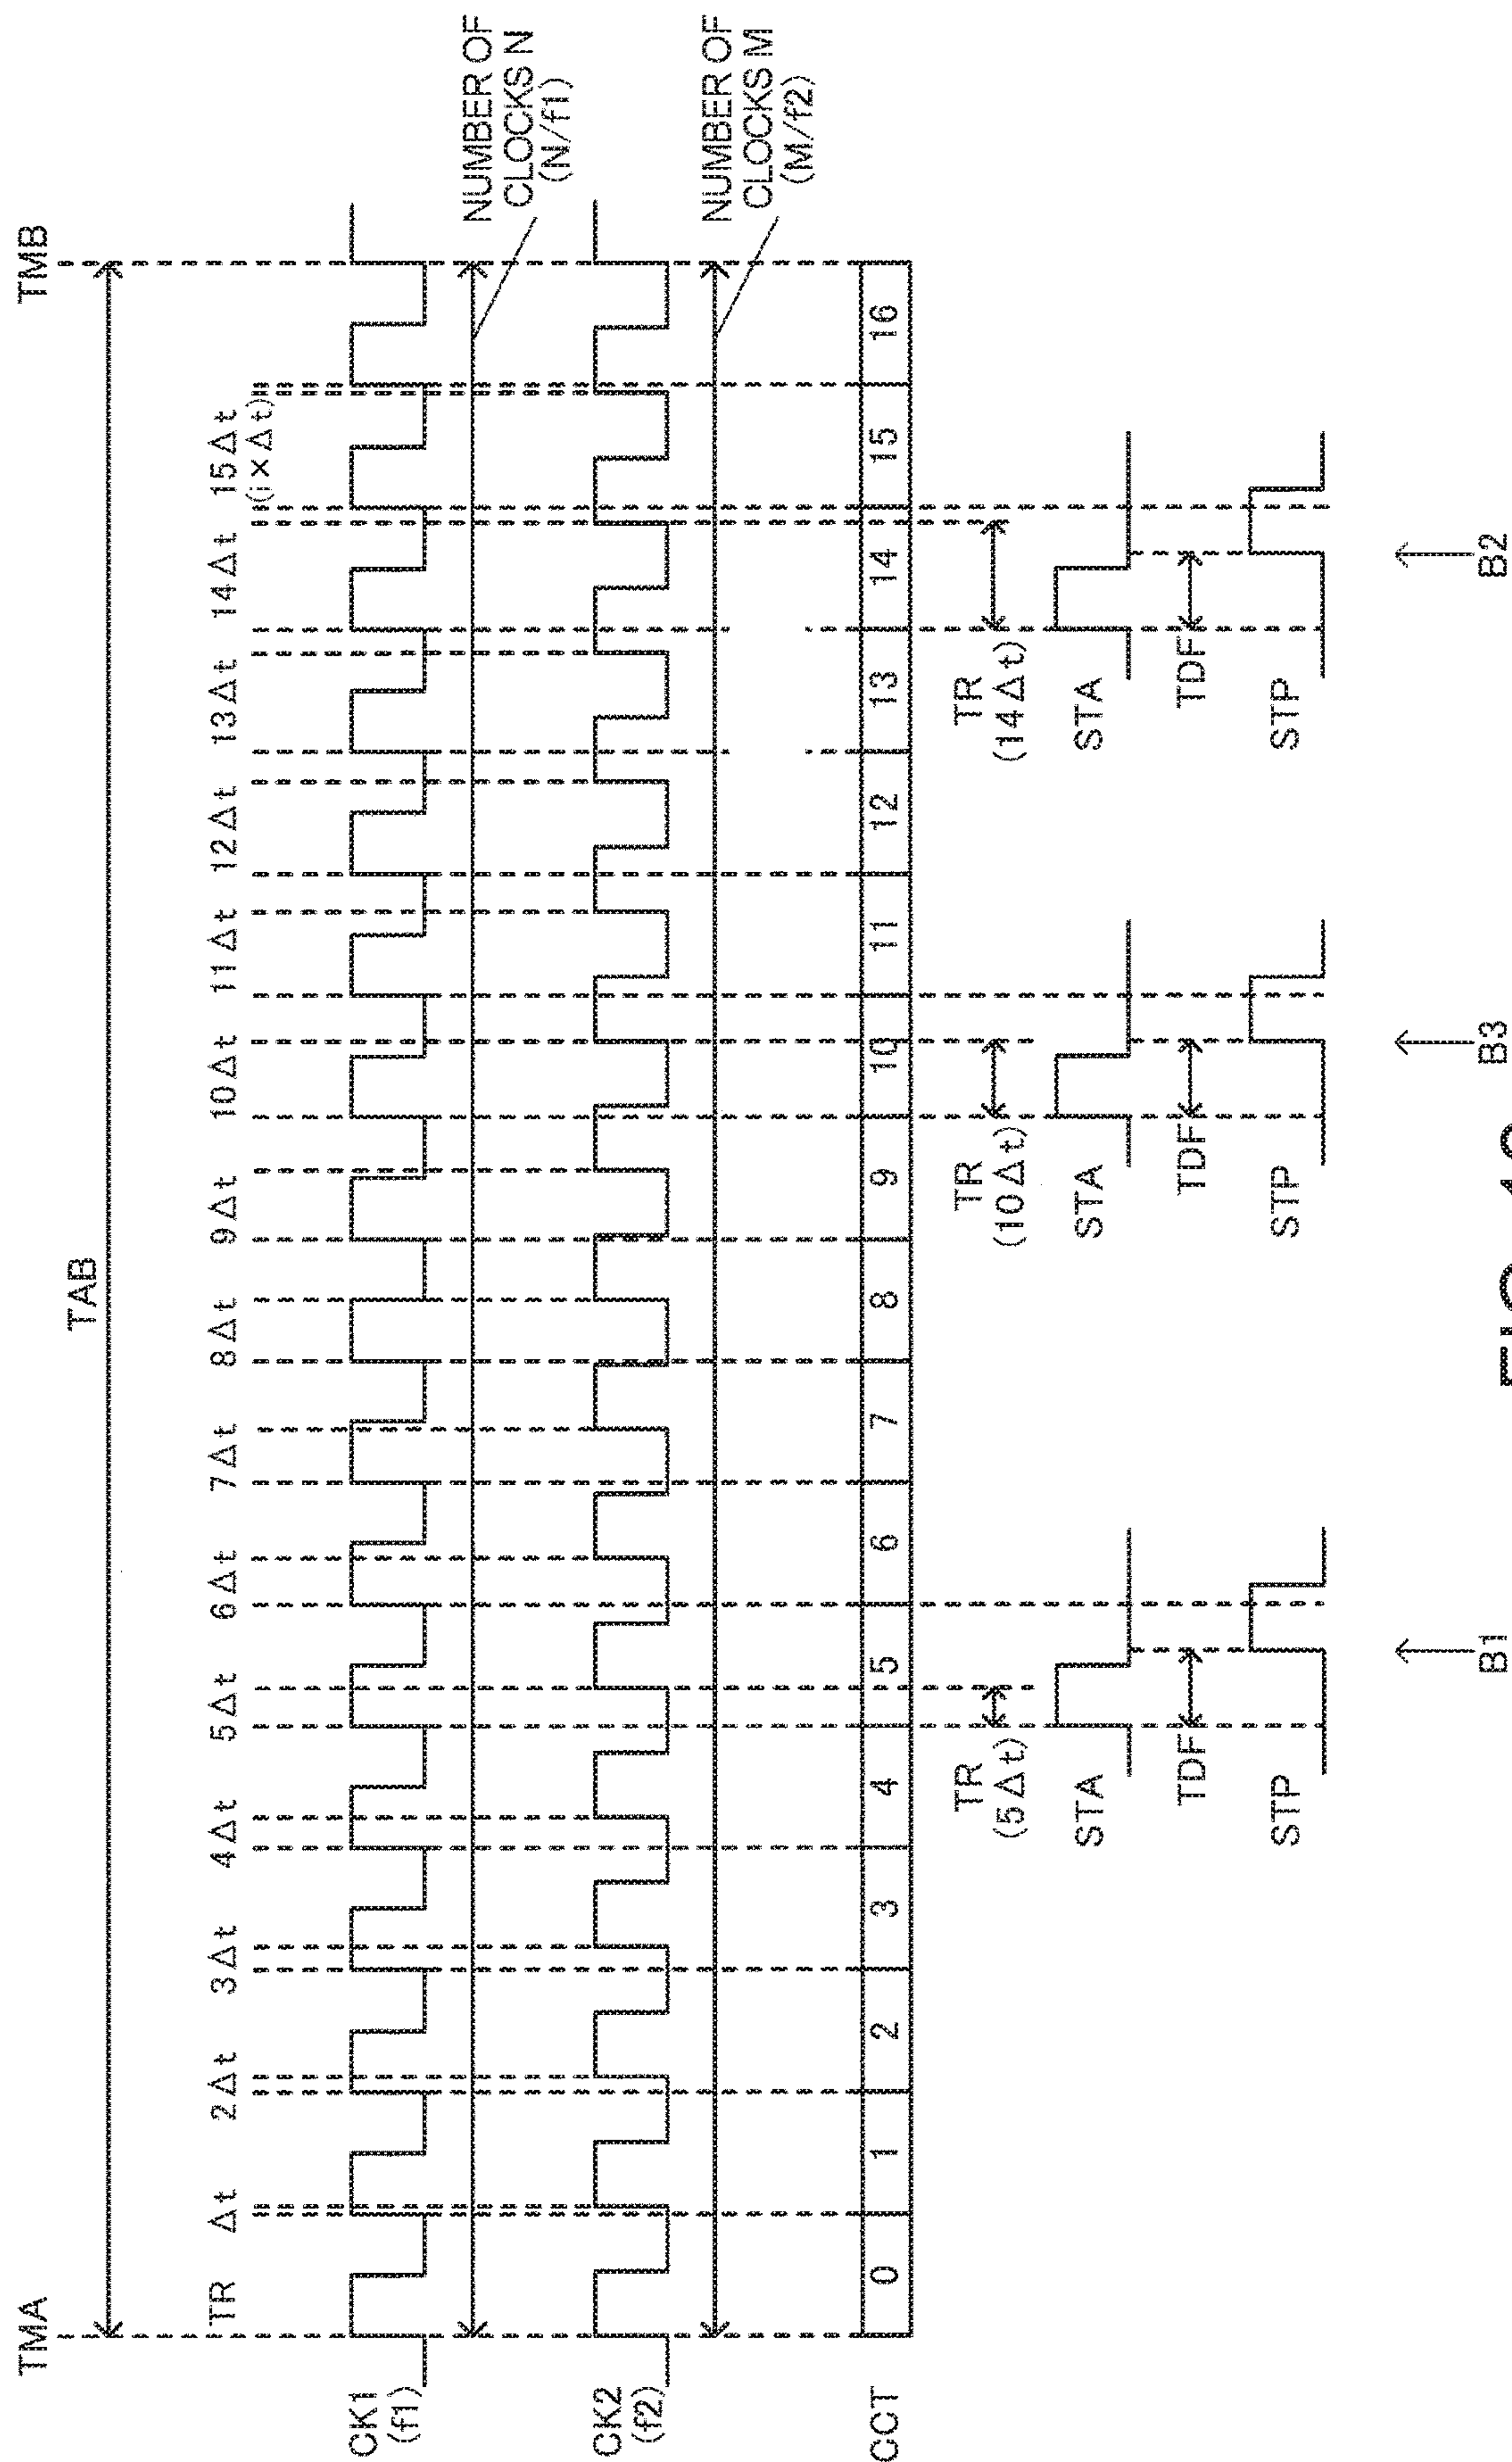 TMA
TMB
TAB
TR
Δt
2Δt
3Δt
4Δt
5Δt
6Δt
7Δt
8Δt
9Δt
10Δt
11Δt
12Δt
13Δt
14Δt
15Δt
(i×Δt)
CK1
(f1)
NUMBER OF
CLOCKS N
(N/f1)
CK2
(f2)
NUMBER OF
CLOCKS M
(M/f2)
CCT
0
1
2
3
4
5
6
7
8
9
10
11
12
13
14
15
16
TR
(5Δt)
STA
TDF
STP
B1
TR
(10Δt)
STA
TDF
STP
B3
TR
(14Δt)
STA
TDF
STP
B2